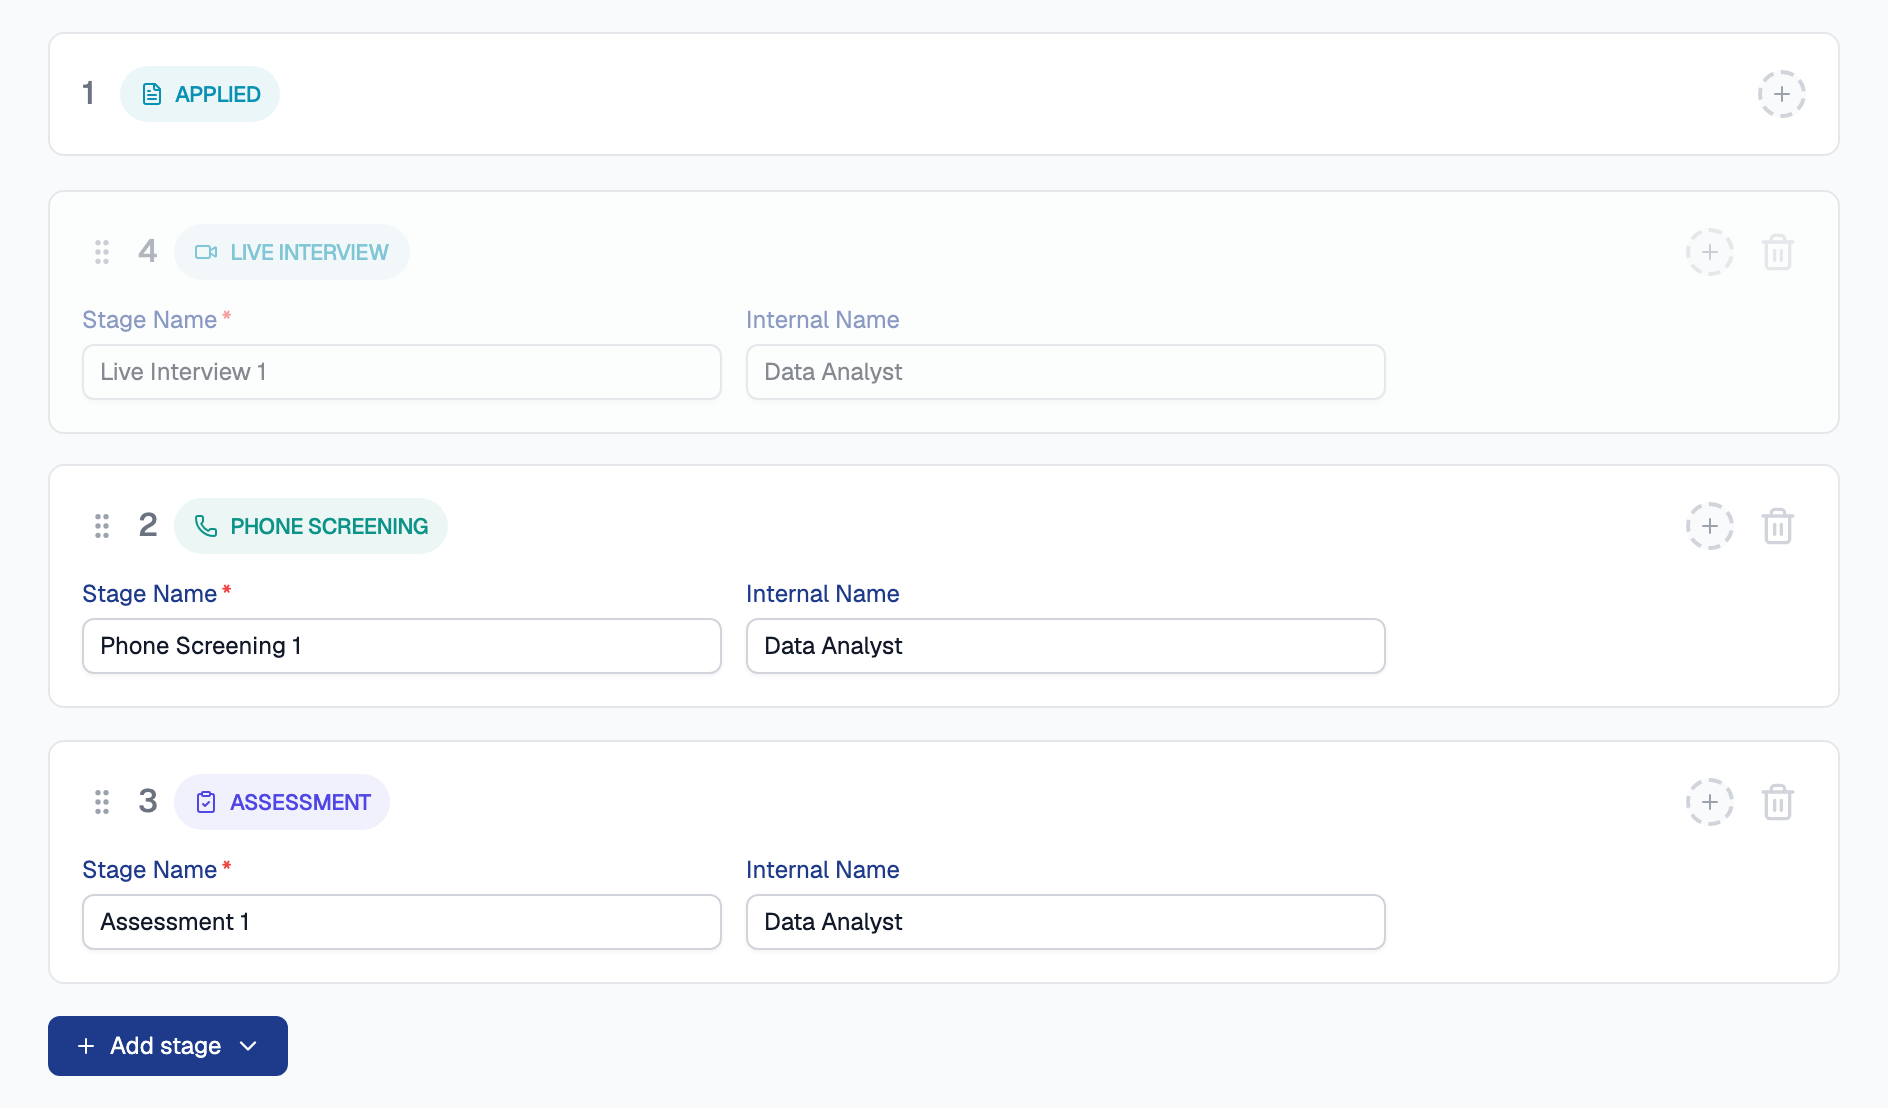 1 APPLIED
4 LIVE INTERVIEW
Stage Name * Internal Name
Live Interview 1 Data Analyst
2 PHONE SCREENING
Stage Name * Internal Name
Phone Screening 1 Data Analyst
3 ASSESSMENT
Stage Name * Internal Name
Assessment 1 Data Analyst
Add stage